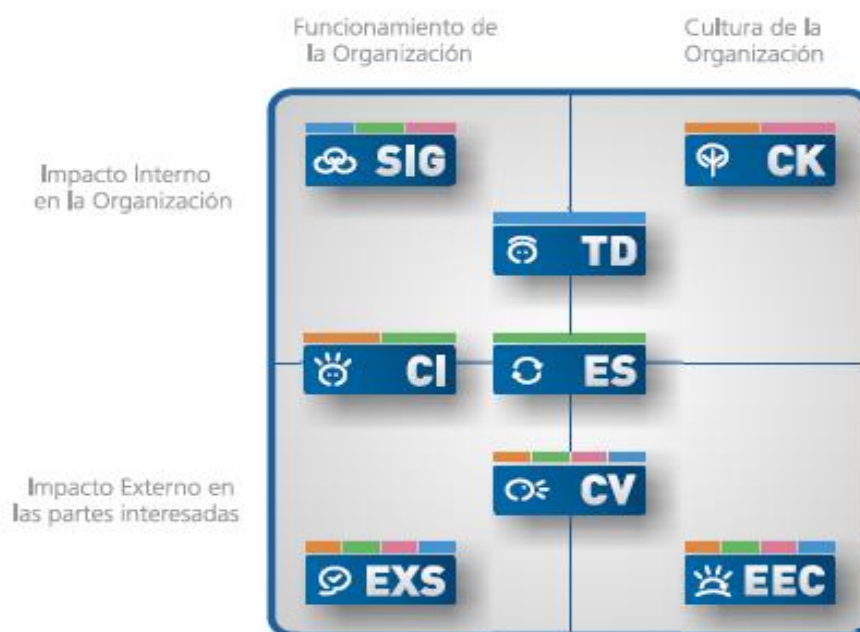 Funcionamiento de
la Organización
Cultura de la
Organización
Impacto Interno
en la Organización
SIG
CK
TD
CI
ES
Impacto Externo en
las partes interesadas
CV
EXS
EEC